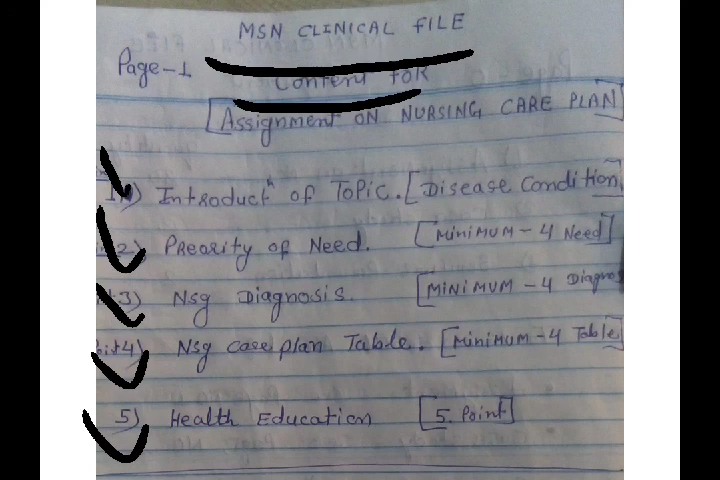 MSN CLINICAL FILE
Page-1
Content FOR
[Assignment ON NURSING CARE PLAN]
1) Introductⁿ of Topic. [Disease Condition]
2) Prearity of Need. [Minimum - 4 Need]
3) Nsg Diagnosis. [MINIMUM - 4 Diagnos
4) Nsg care plan Table. [Minimum - 4 Table]
5) Health Education [5. Point]